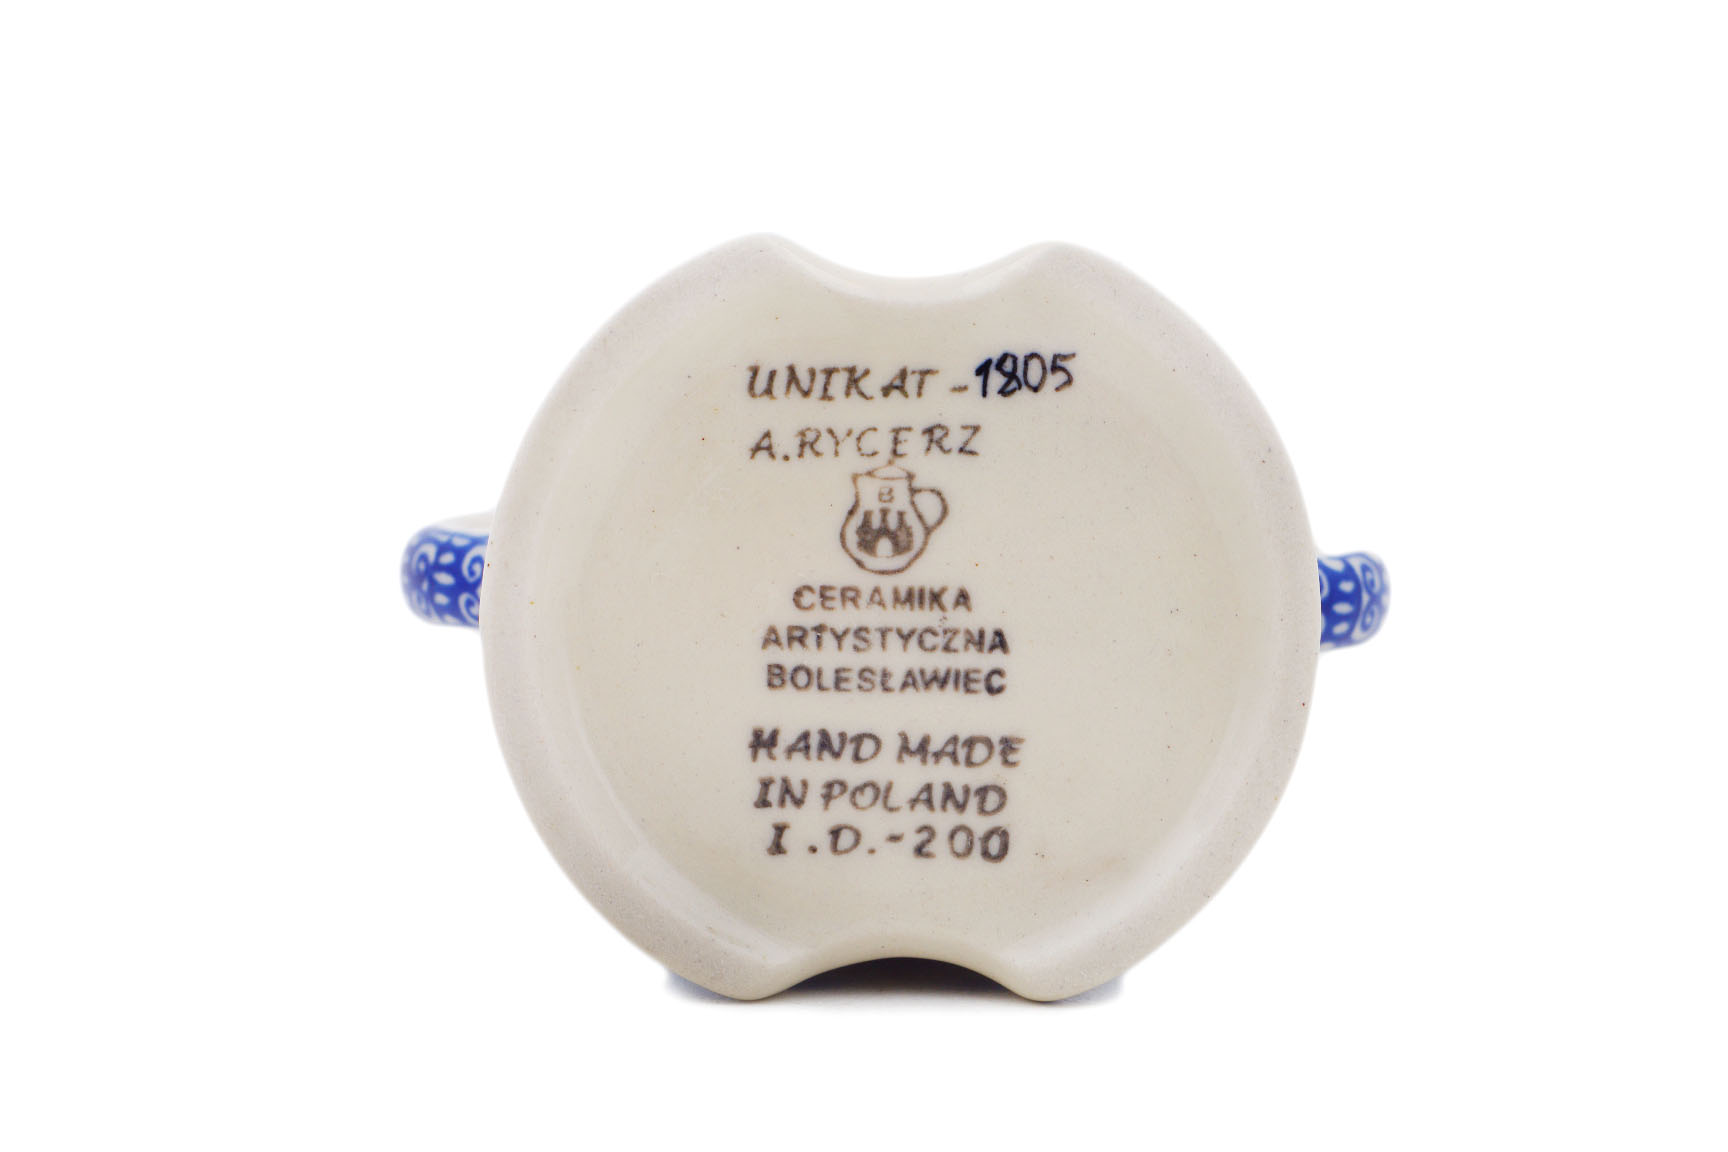 UNIKAT - 1805
A.RYCERZ
B
CERAMIKA
ARTYSTYCZNA
BOLESŁAWIEC
HAND MADE
IN POLAND
I.D.-200